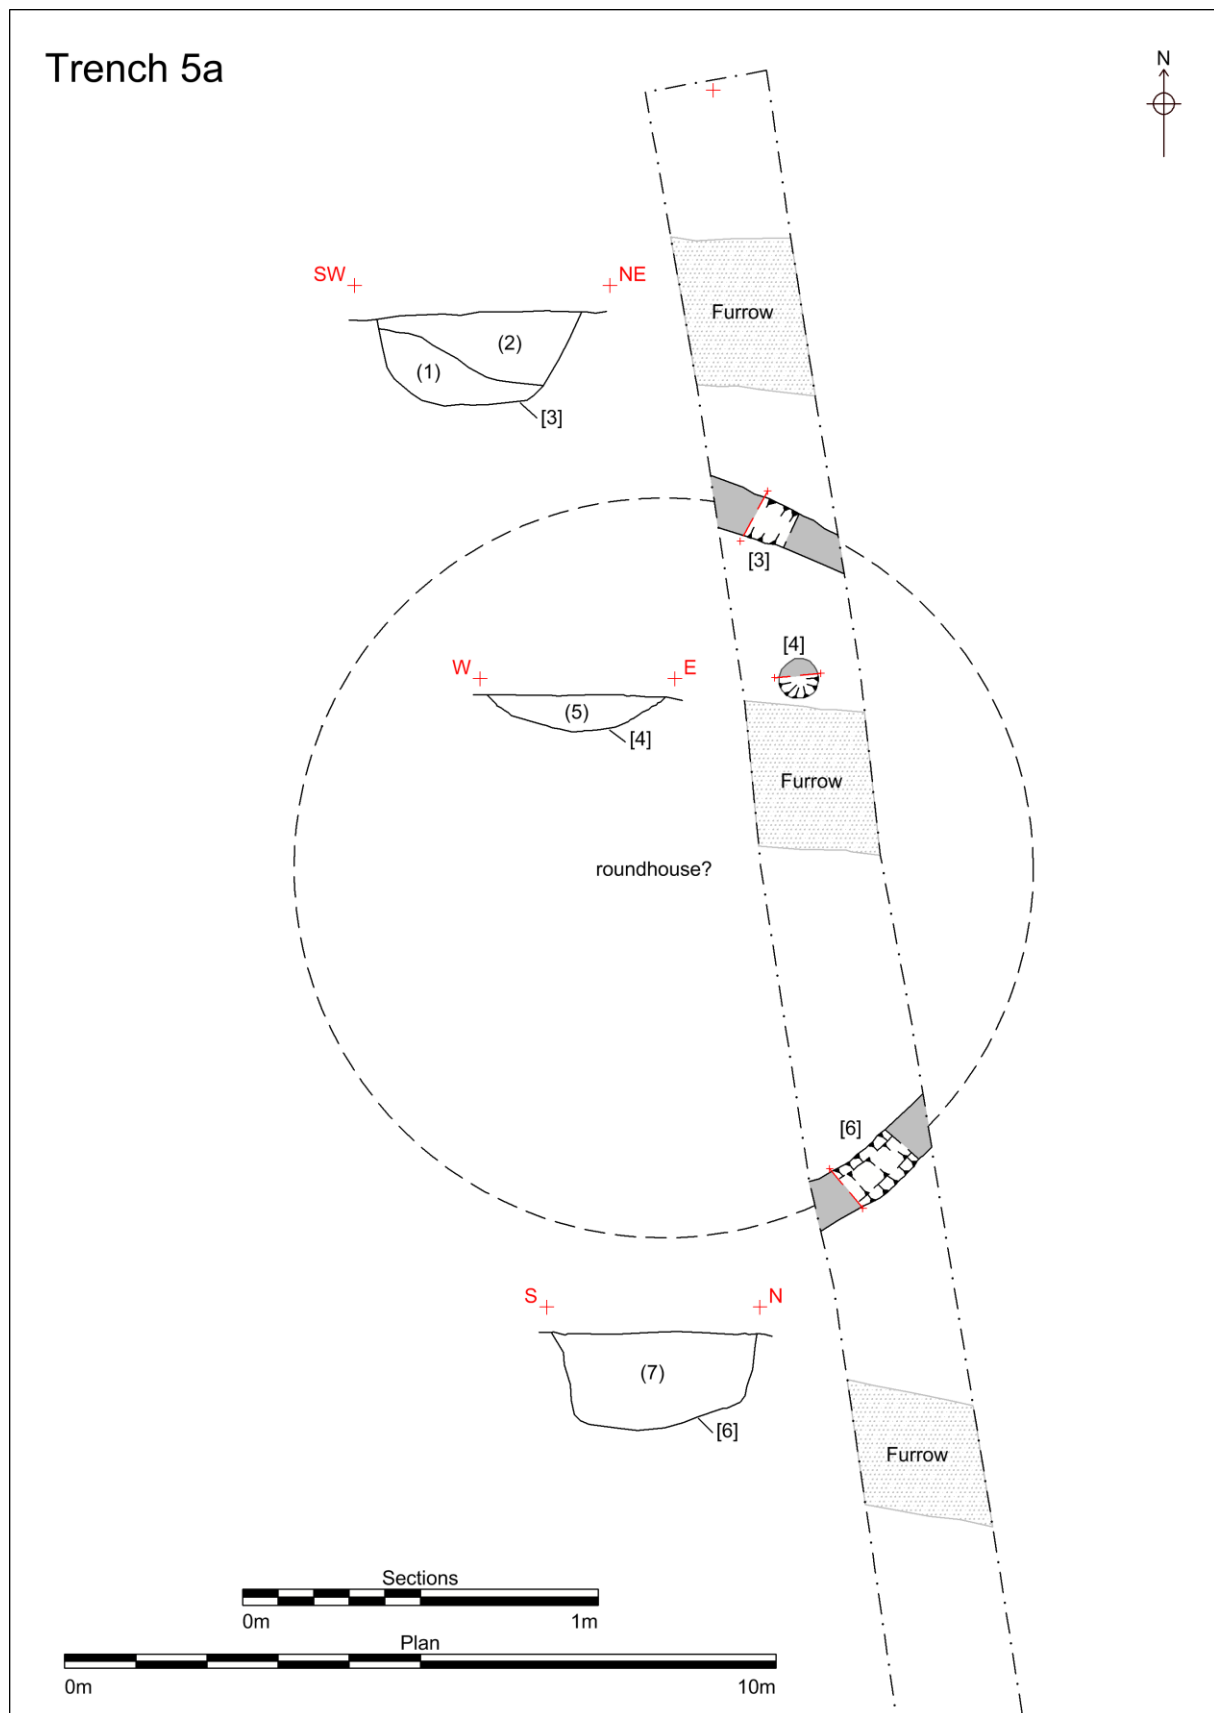 Trench 5a
N
SW
NE
(2)
(1)
[3]
Furrow
[3]
[4]
W
E
(5)
[4]
Furrow
roundhouse?
[6]
S
N
(7)
[6]
Furrow
Sections
0m
1m
Plan
0m
10m